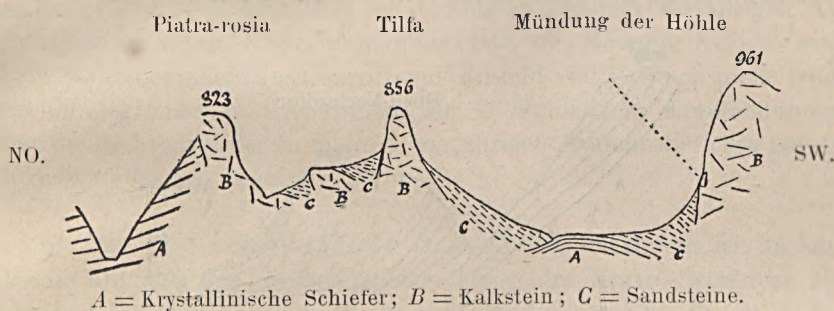 Piatra-rosia Tilfa Mündung der Höhle
823 856 961
NO. SW.
B B B B
C C C C
A A
A = Krystallinische Schiefer; B = Kalkstein; C = Sandsteine.